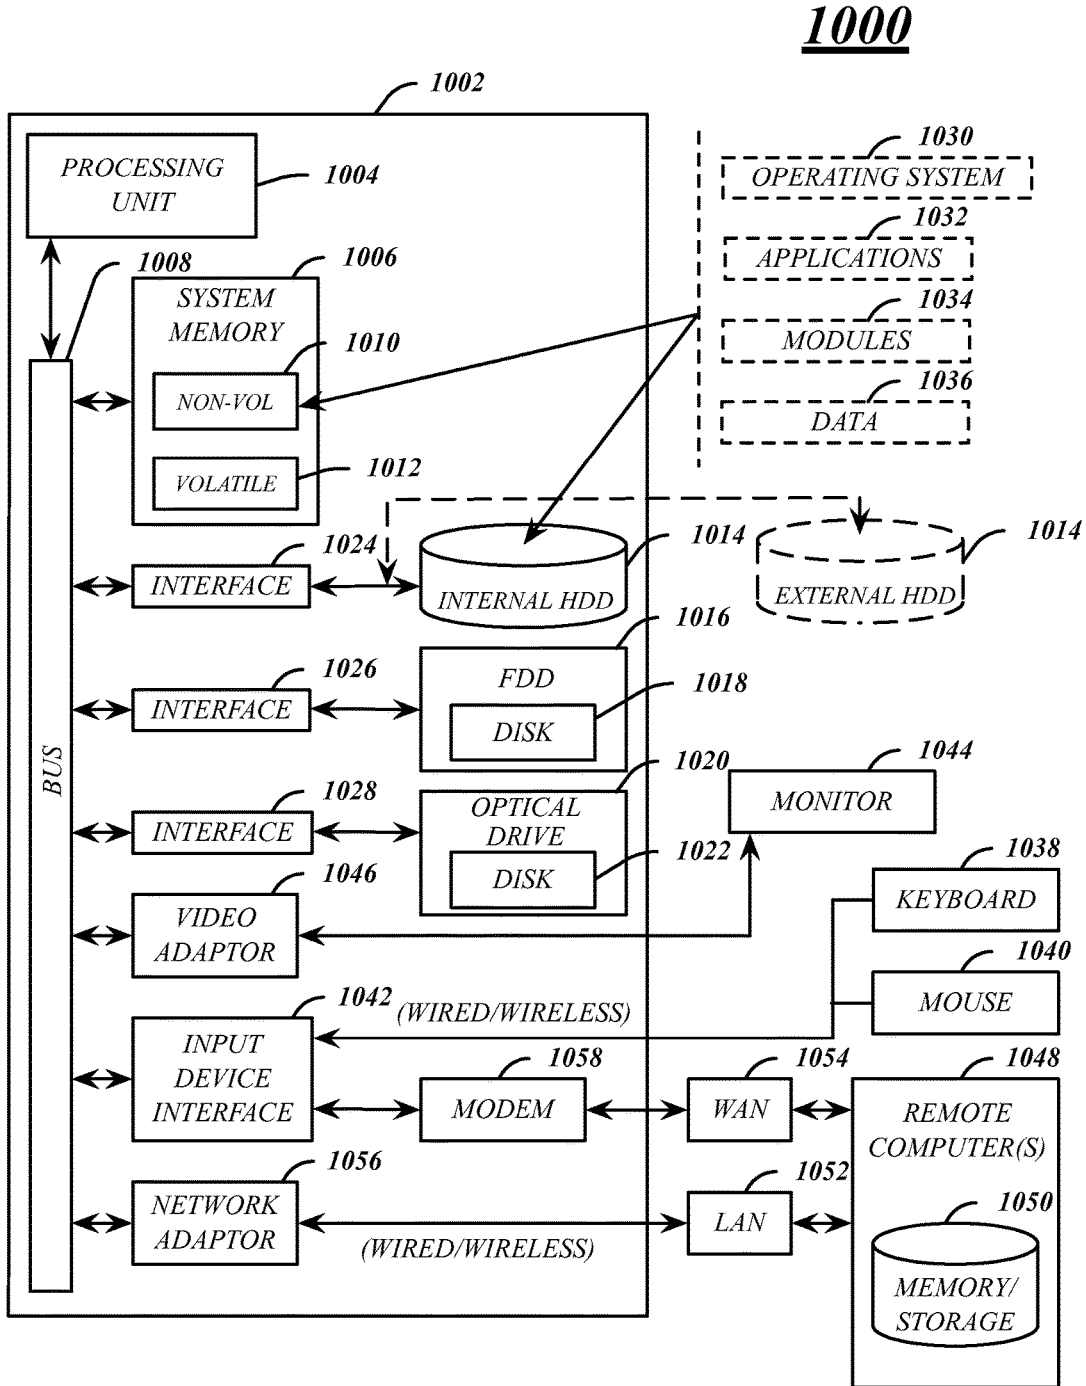 1000
1002
PROCESSING
UNIT
1004
1008
1006
SYSTEM
MEMORY
1010
NON-VOL
1012
VOLATILE
1030
OPERATING SYSTEM
1032
APPLICATIONS
1034
MODULES
1036
DATA
1024
INTERFACE
1014
INTERNAL HDD
1014
EXTERNAL HDD
1016
FDD
1026
INTERFACE
1018
DISK
BUS
1020
OPTICAL
DRIVE
1028
INTERFACE
1022
DISK
1044
MONITOR
1046
VIDEO
ADAPTOR
1038
KEYBOARD
1040
MOUSE
1042
(WIRED/WIRELESS)
INPUT
DEVICE
INTERFACE
1058
MODEM
1054
WAN
1048
REMOTE
COMPUTER(S)
1056
NETWORK
ADAPTOR
(WIRED/WIRELESS)
1052
LAN
1050
MEMORY/
STORAGE